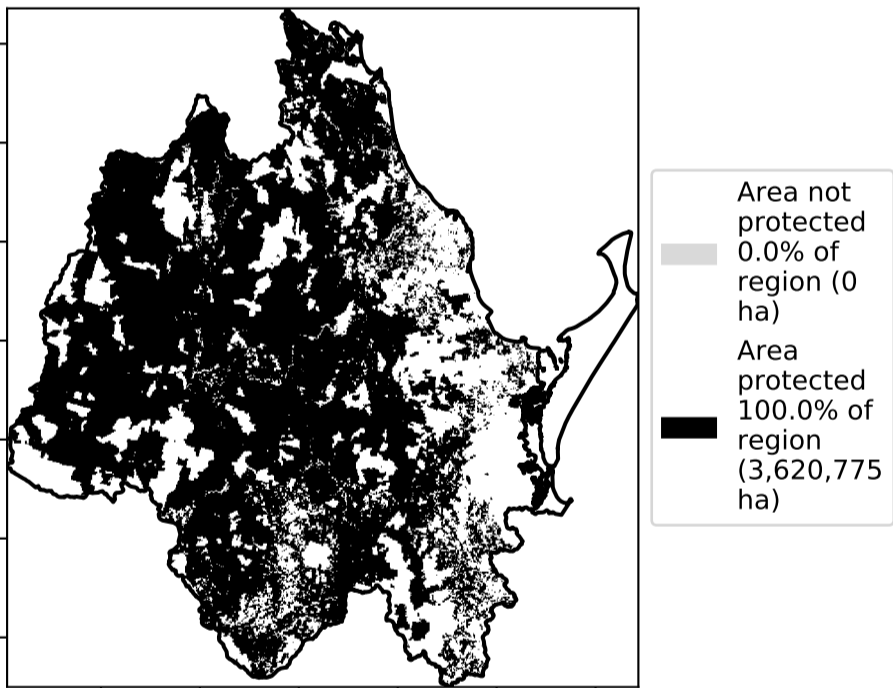 Area not
protected
0.0% of
region (0
ha)
Area
protected
100.0% of
region
(3,620,775
ha)